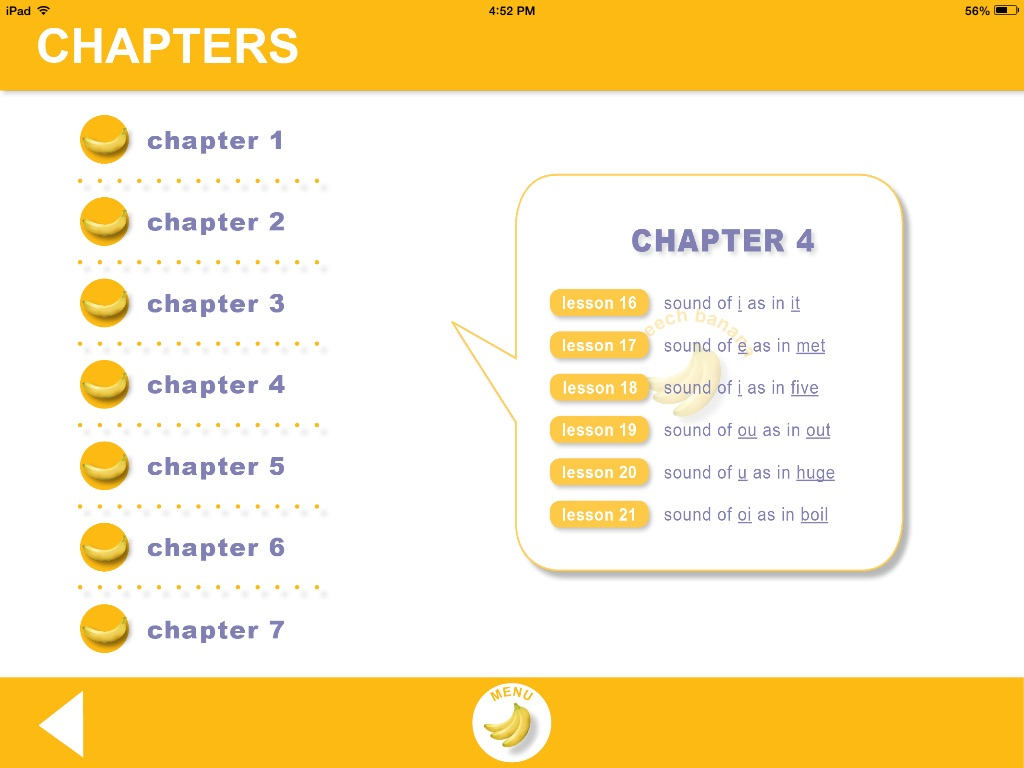 iPad 4:52 PM 56%
CHAPTERS
chapter 1
chapter 2
chapter 3
chapter 4
chapter 5
chapter 6
chapter 7
CHAPTER 4
lesson 16 sound of i as in it
lesson 17 sound of e as in met
lesson 18 sound of i as in five
lesson 19 sound of ou as in out
lesson 20 sound of u as in huge
lesson 21 sound of oi as in boil
MENU